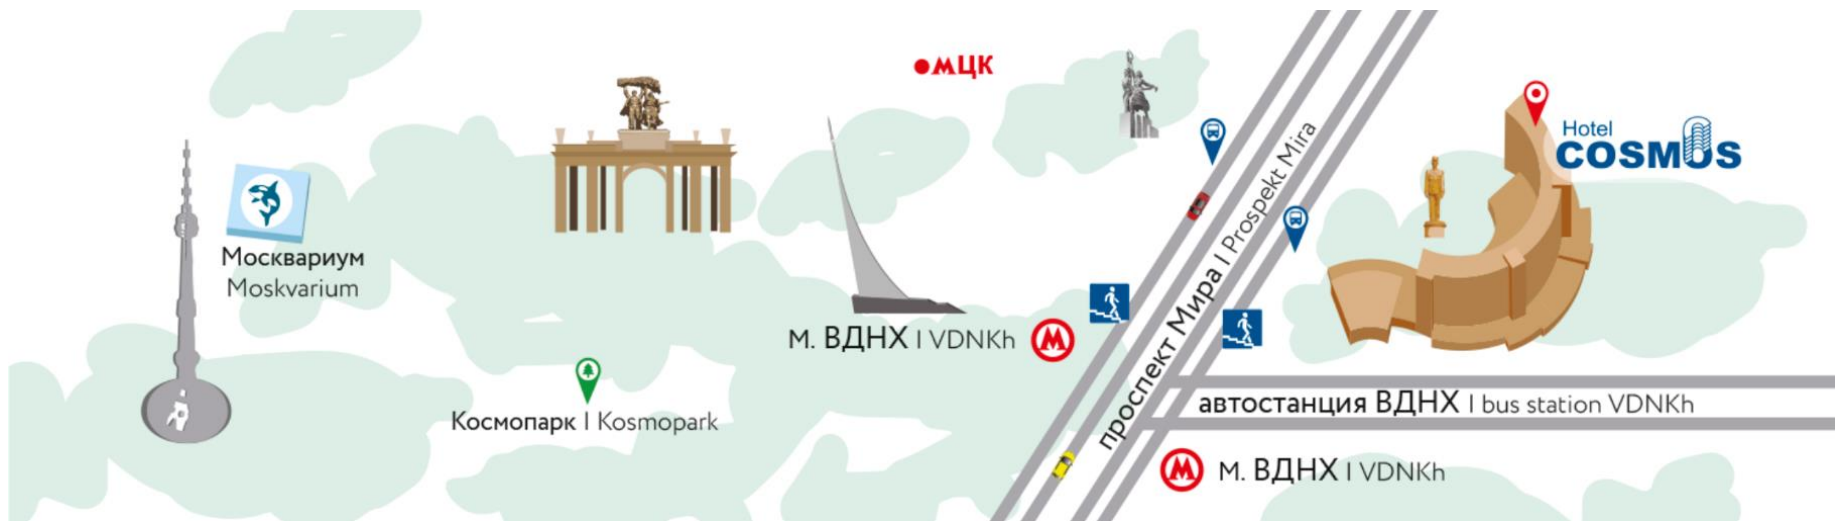 МЦК
Hotel
COSMOS
Москвариум
Moskvarium
проспект Мира | Prospekt Mira
м. ВДНХ | VDNKh
Космопарк | Kosmopark
автостанция ВДНХ | bus station VDNKh
м. ВДНХ | VDNKh